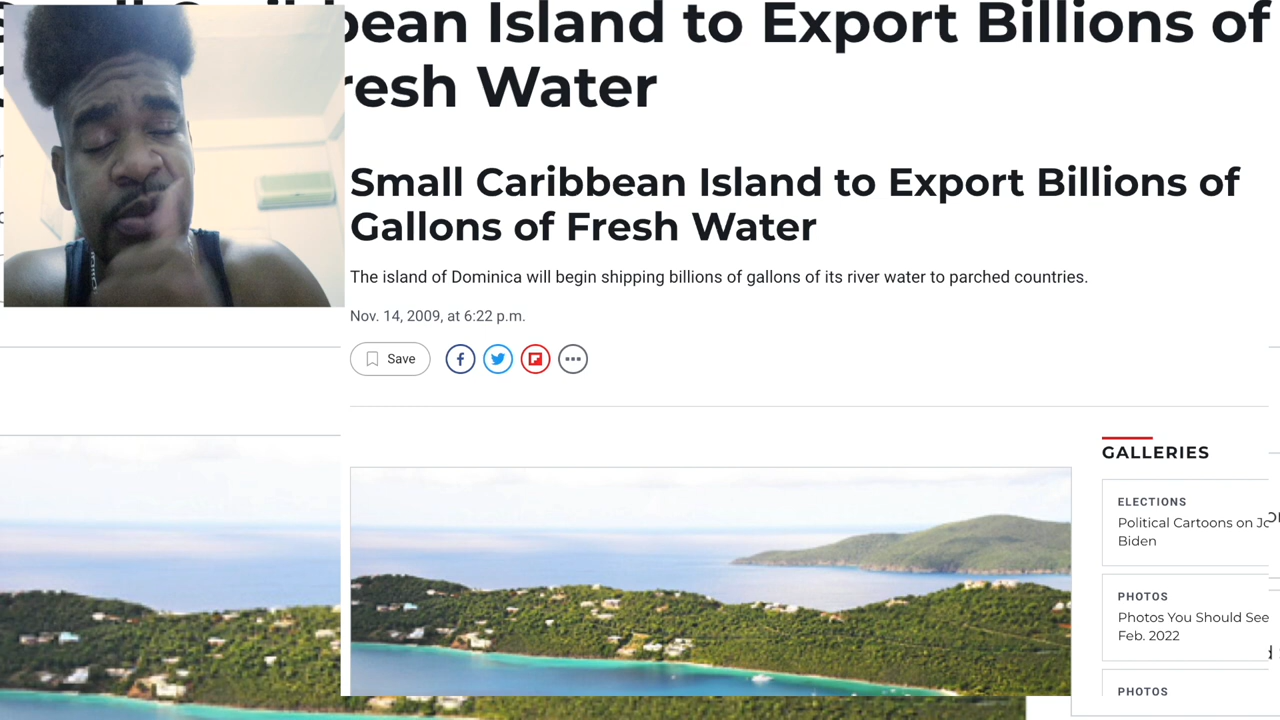 bean Island to Export Billions of
resh Water
Small Caribbean Island to Export Billions of
Gallons of Fresh Water
The island of Dominica will begin shipping billions of gallons of its river water to parched countries.
Nov. 14, 2009, at 6:22 p.m.
Save
GALLERIES
ELECTIONS
Political Cartoons on Jo
Biden
PHOTOS
Photos You Should See
Feb. 2022
PHOTOS